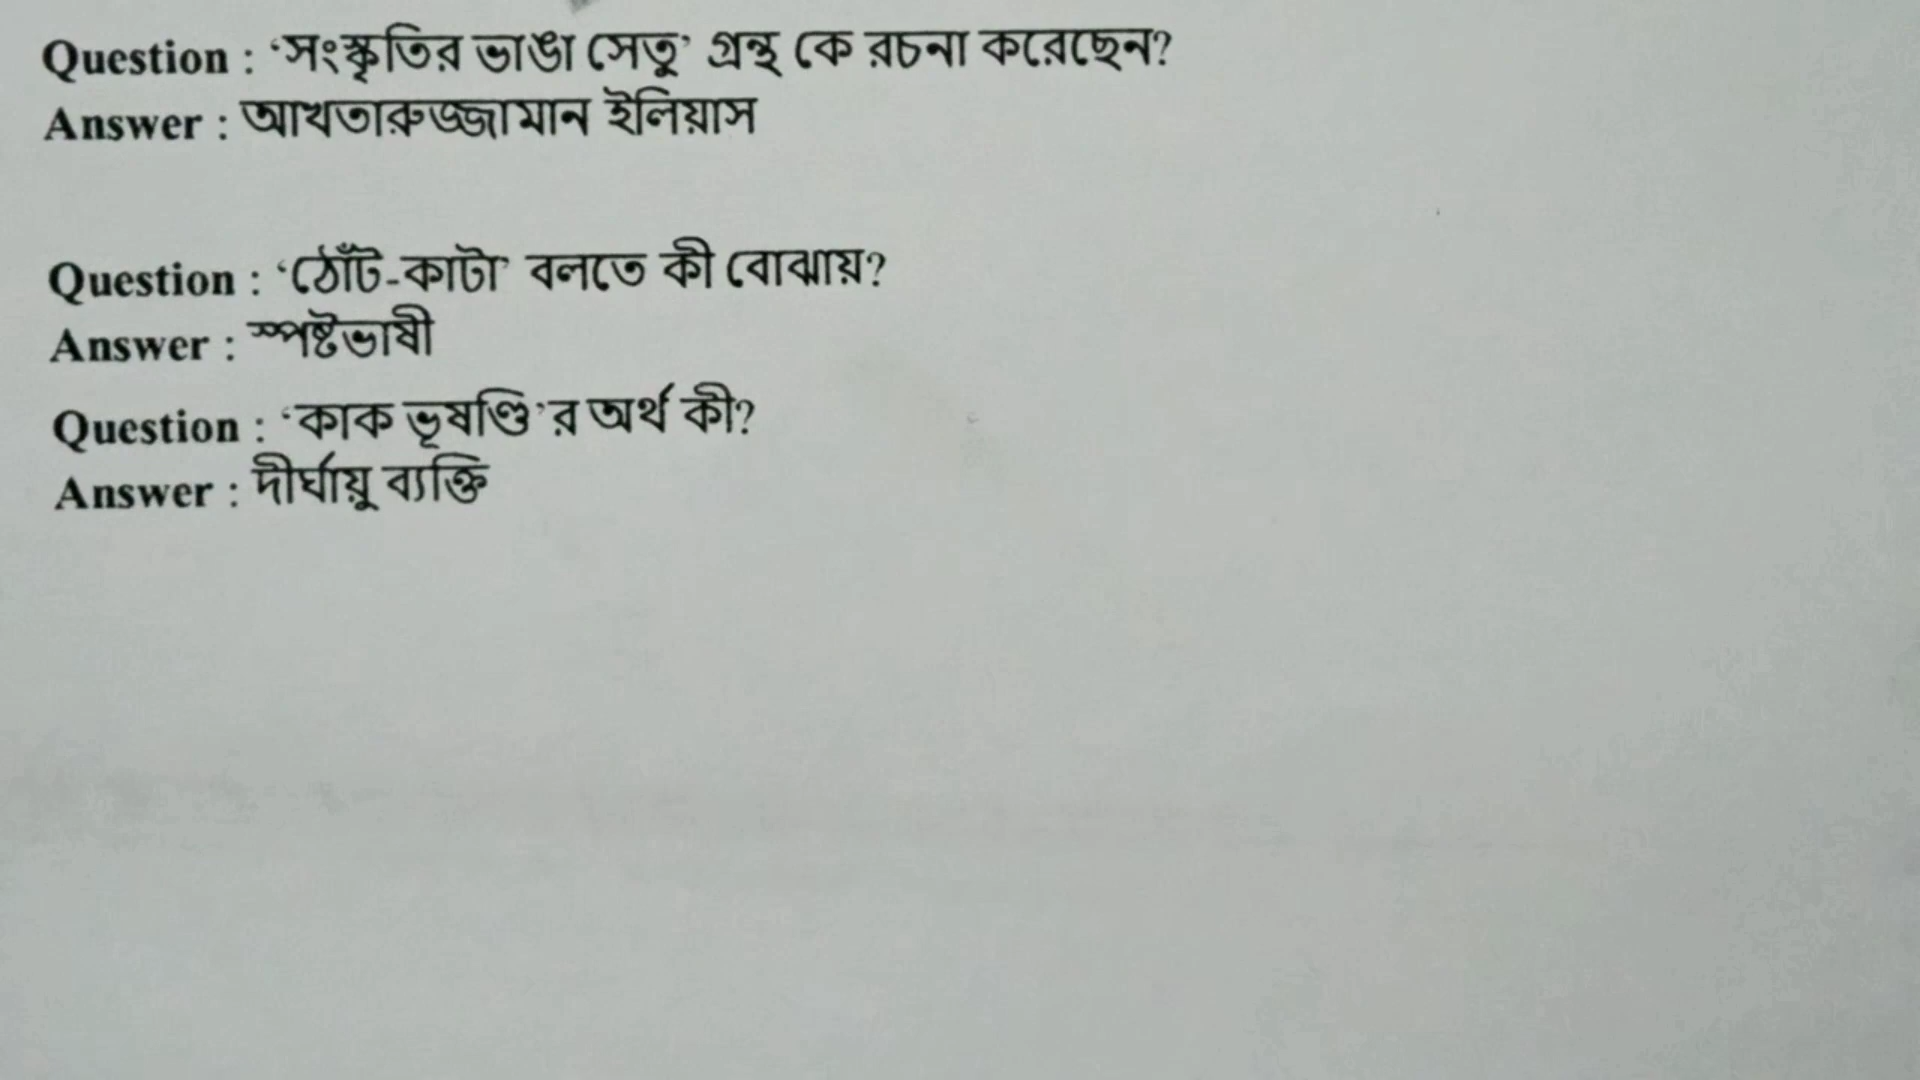 Question : ‘সংস্কৃতির ভাঙা সেতু’ গ্রন্থ কে রচনা করেছেন?
Answer : আখতারুজ্জামান ইলিয়াস
Question : ‘ঠোঁট-কাটা’ বলতে কী বোঝায়?
Answer : স্পষ্টভাষী
Question : ‘কাক ভূষণ্ডি’র অর্থ কী?
Answer : দীর্ঘায়ু ব্যক্তি